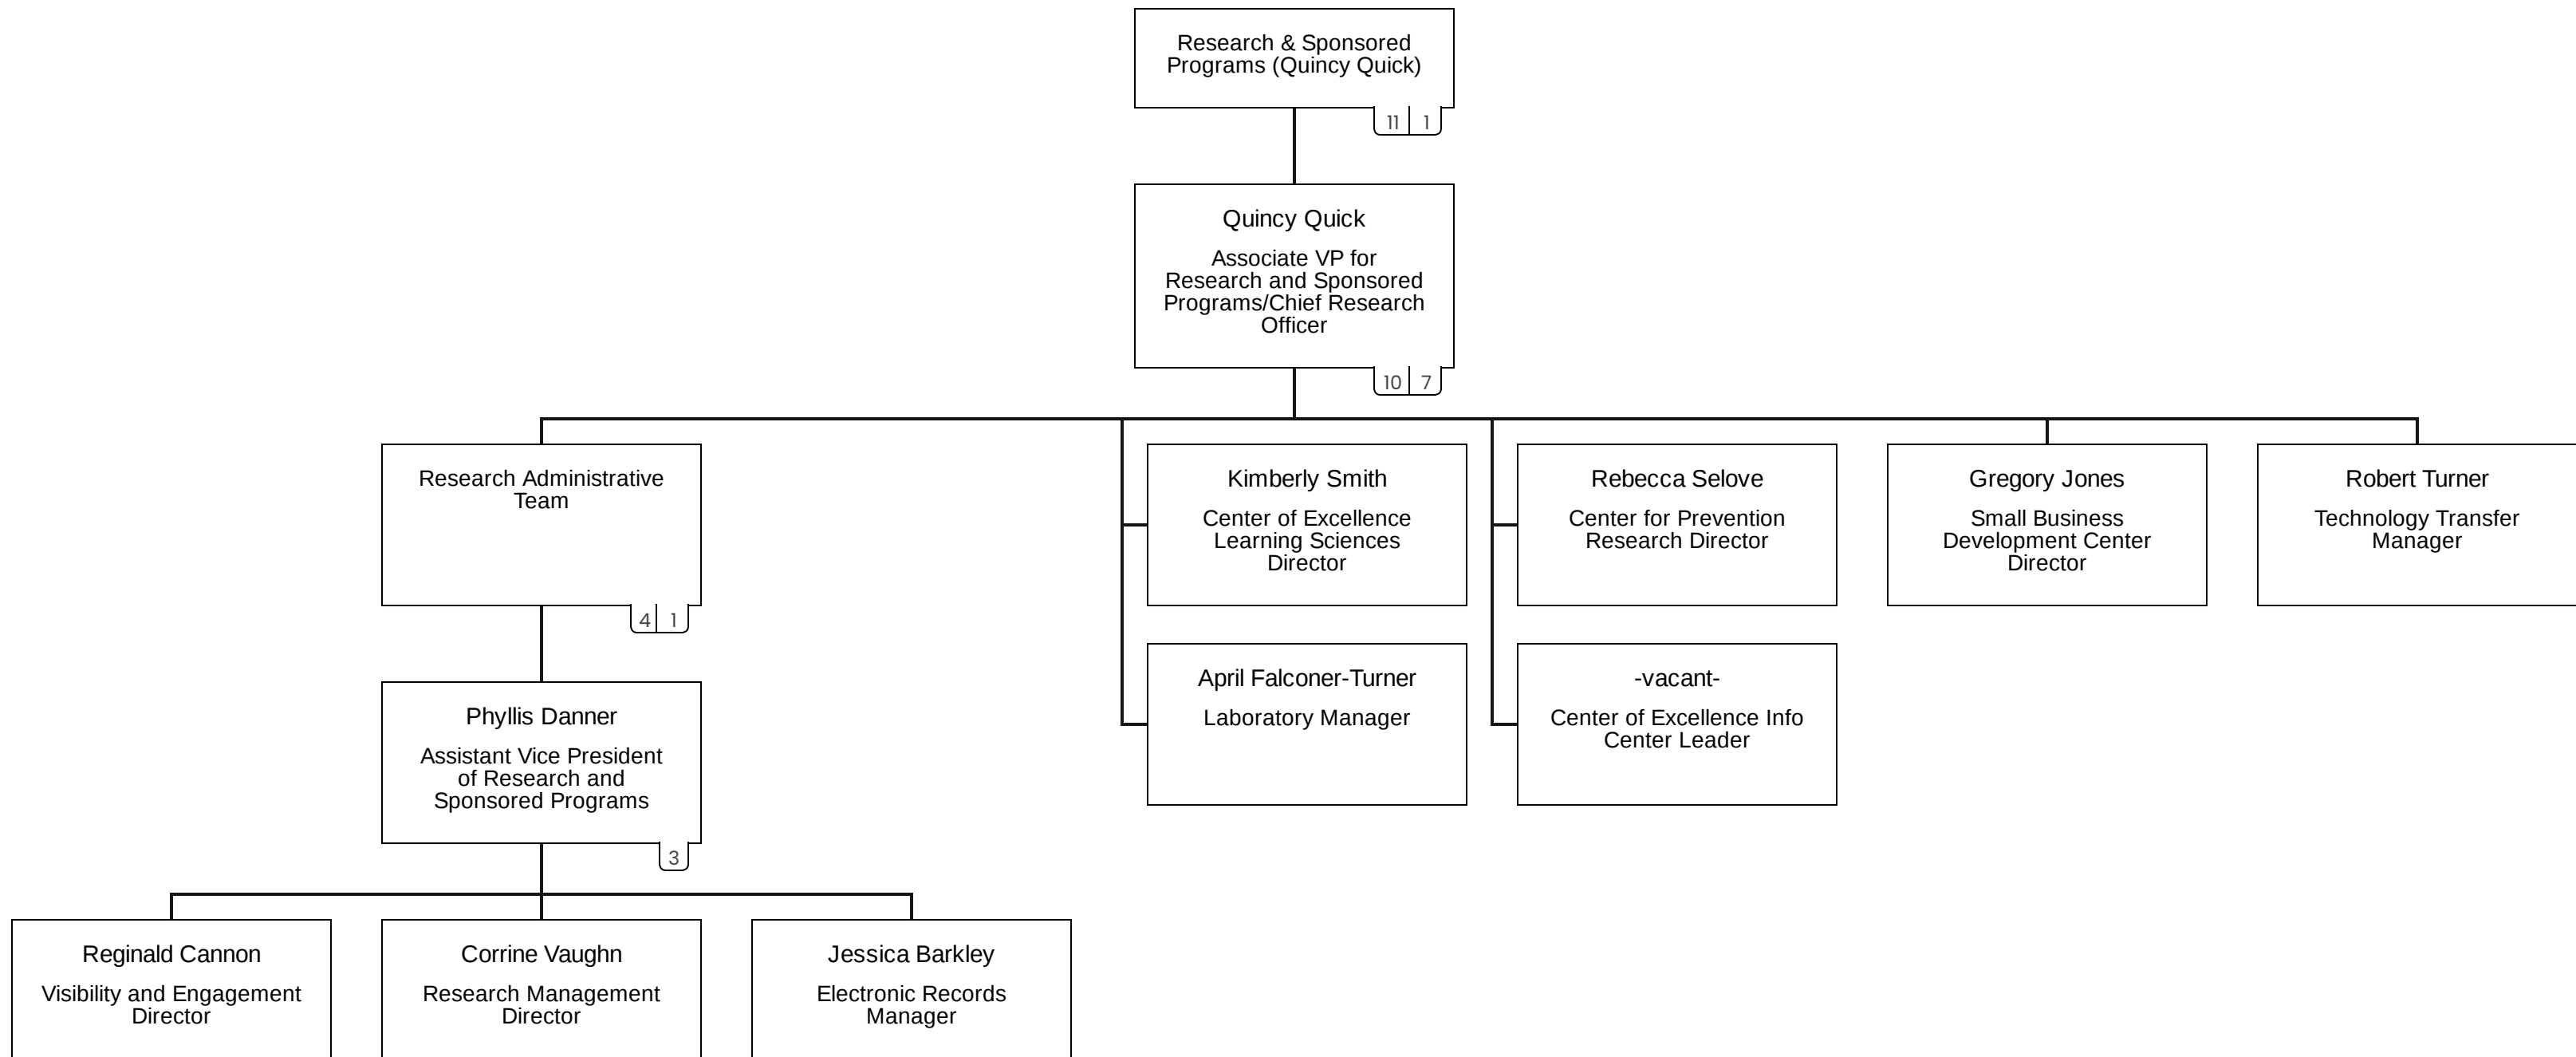 Research & Sponsored
Programs (Quincy Quick)
11 1
Quincy Quick
Associate VP for
Research and Sponsored
Programs/Chief Research
Officer
10 7
Research Administrative
Team
4 1
Kimberly Smith
Center of Excellence
Learning Sciences
Director
Rebecca Selove
Center for Prevention
Research Director
Gregory Jones
Small Business
Development Center
Director
Robert Turner
Technology Transfer
Manager
April Falconer-Turner
Laboratory Manager
-vacant-
Center of Excellence Info
Center Leader
Phyllis Danner
Assistant Vice President
of Research and
Sponsored Programs
3
Reginald Cannon
Visibility and Engagement
Director
Corrine Vaughn
Research Management
Director
Jessica Barkley
Electronic Records
Manager